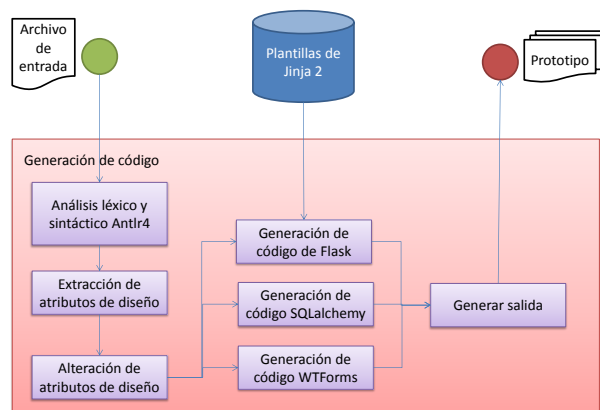 Archivo
de
entrada
Plantillas de
Jinja 2
Prototipo
Generación de código
Análisis léxico y
sintáctico Antlr4
Extracción de
atributos de diseño
Alteración de
atributos de diseño
Generación de
código de Flask
Generación de
código SQLalchemy
Generación de
código WTForms
Generar salida